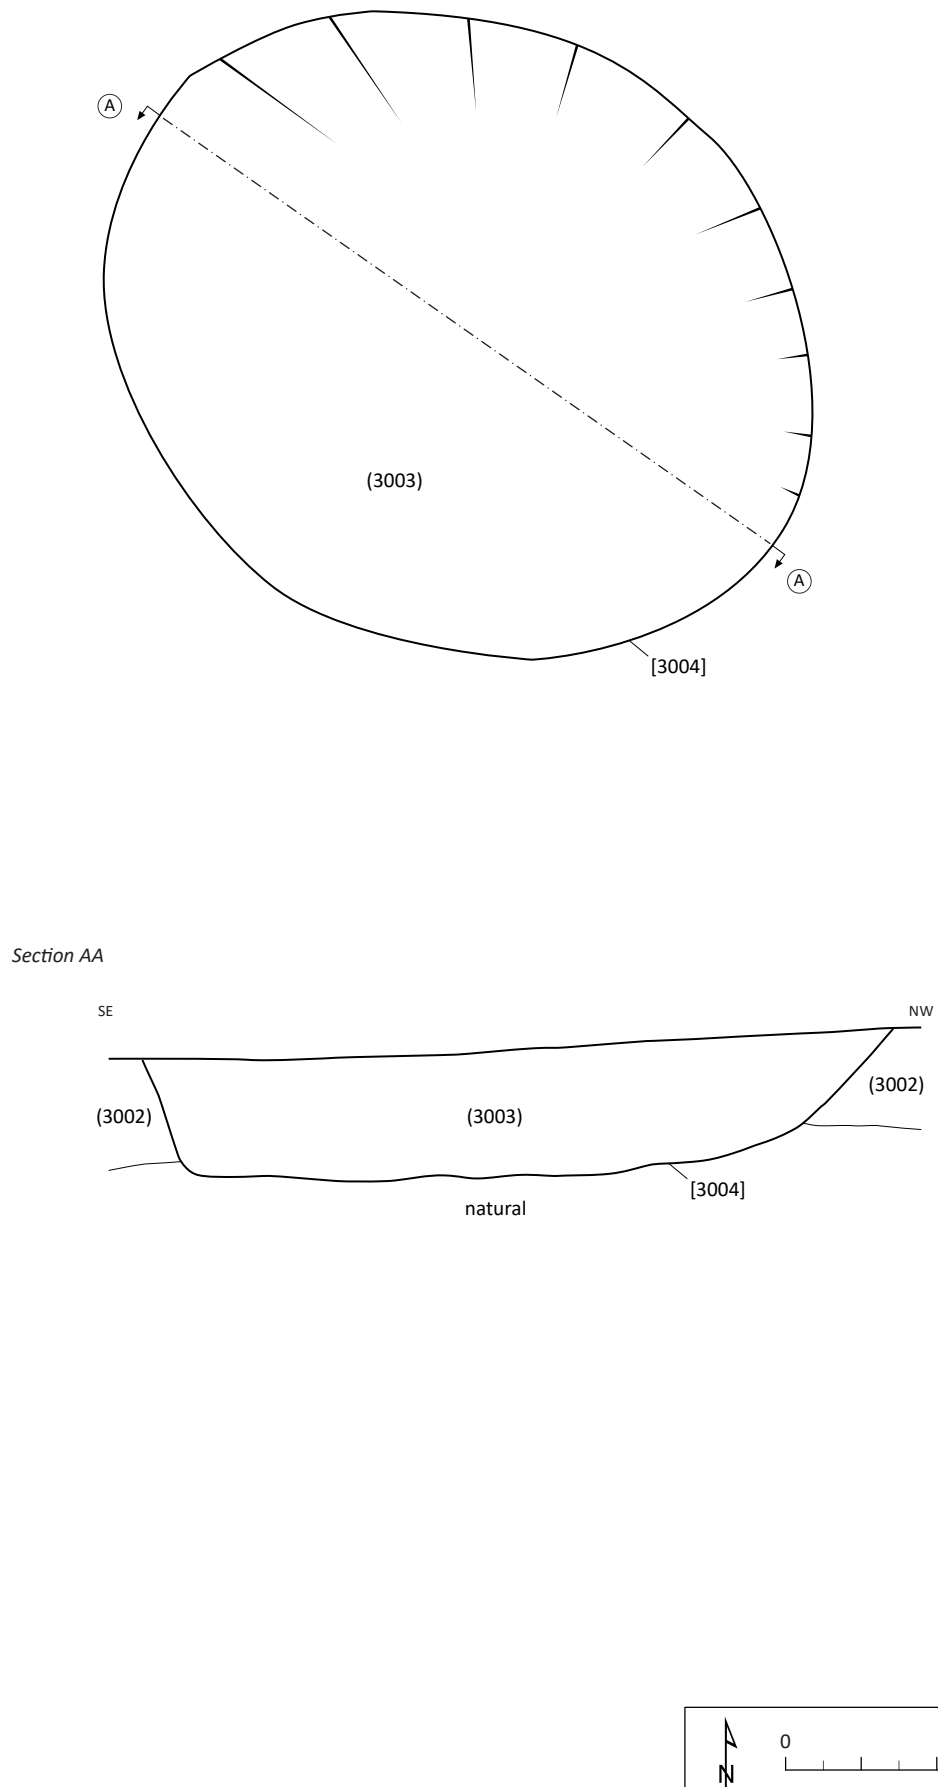 A
(3003)
A
[3004]
Section AA
SE
NW
(3002)
(3003)
(3002)
[3004]
natural
0
N